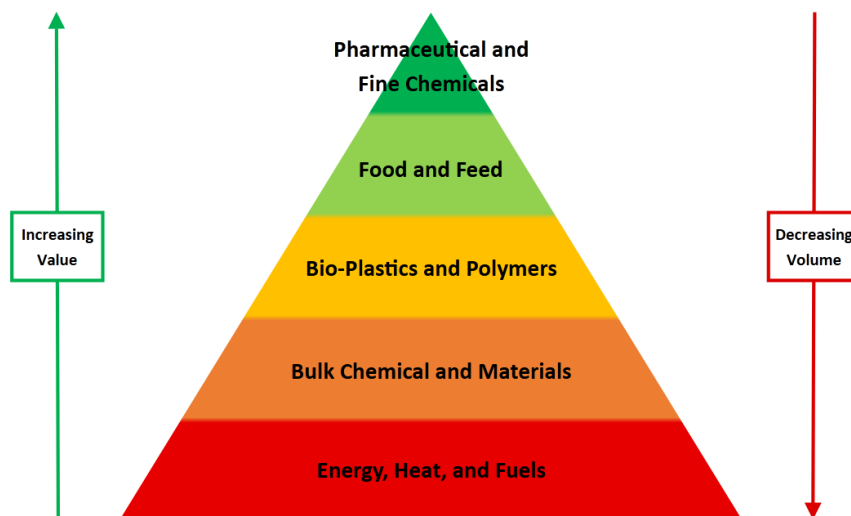 Pharmaceutical and
Fine Chemicals
Food and Feed
Increasing
Value
Decreasing
Volume
Bio-Plastics and Polymers
Bulk Chemical and Materials
Energy, Heat, and Fuels